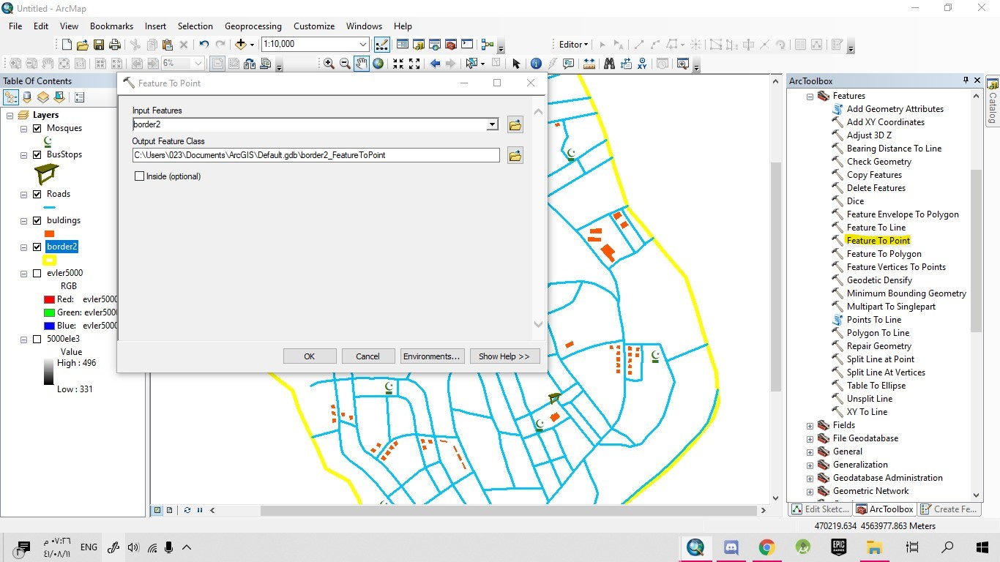 Untitled - ArcMap
File Edit View Bookmarks Insert Selection Geoprocessing Customize Windows Help
1:10,000
Editor
6%
Table Of Contents
Layers
Mosques
BusStops
Roads
buldings
border2
evler5000
RGB
Red: evler5000
Green: evler5000
Blue: evler5000
5000ele3
Value
High : 496
Low : 331
Feature To Point
Input Features
border2
Output Feature Class
C:\Users\023\Documents\ArcGIS\Default.gdb\border2_FeatureToPoint
Inside (optional)
OK Cancel Environments... Show Help >>
ArcToolbox
Features
Add Geometry Attributes
Add XY Coordinates
Adjust 3D Z
Bearing Distance To Line
Check Geometry
Copy Features
Delete Features
Dice
Feature Envelope To Polygon
Feature To Line
Feature To Point
Feature To Polygon
Feature Vertices To Points
Geodetic Densify
Minimum Bounding Geometry
Multipart To Singlepart
Points To Line
Polygon To Line
Repair Geometry
Split Line at Point
Split Line At Vertices
Table To Ellipse
Unsplit Line
XY To Line
Fields
File Geodatabase
General
Generalization
Geodatabase Administration
Geometric Network
Edit Sketc... ArcToolbox Create Fe...
Catalog
470219.634 4563977.863 Meters
٠٧:٢٦ م
ENG
٤١/٠٨/١١
EPIC
GAMES